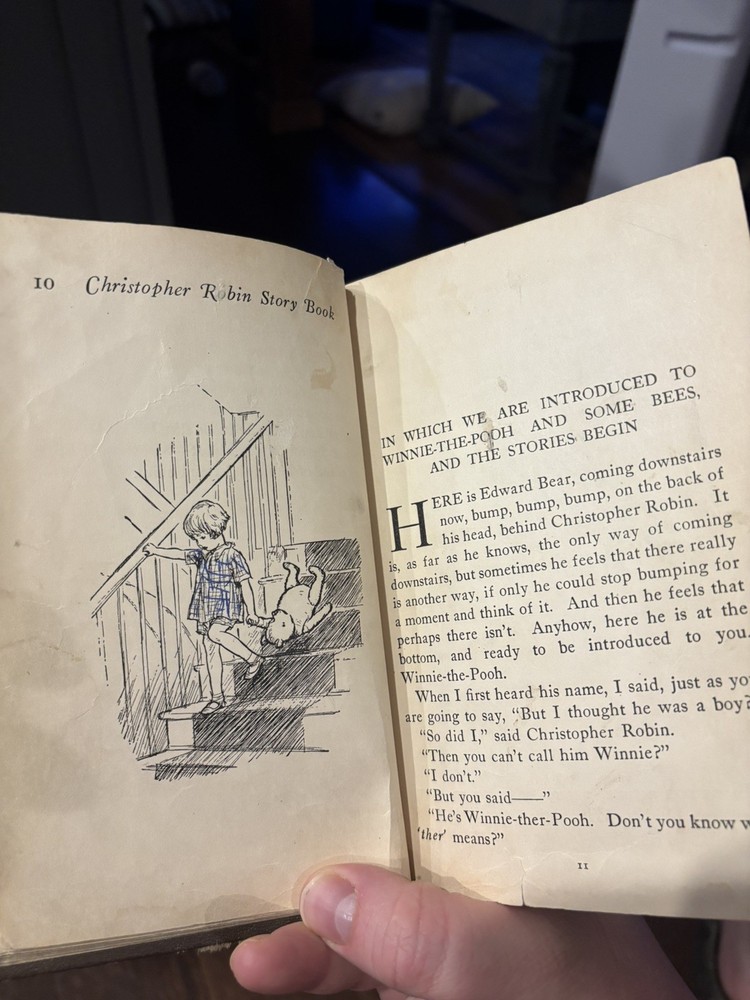 10 Christopher Robin Story Book
IN WHICH WE ARE INTRODUCED TO
WINNIE-THE-POOH AND SOME BEES,
AND THE STORIES BEGIN
HERE is Edward Bear, coming downstairs
now, bump, bump, bump, on the back of
his head, behind Christopher Robin. It
is, as far as he knows, the only way of coming
downstairs, but sometimes he feels that there really
is another way, if only he could stop bumping for
a moment and think of it. And then he feels that
perhaps there isn't. Anyhow, here he is at the
bottom, and ready to be introduced to you.
Winnie-the-Pooh.
When I first heard his name, I said, just as yo
are going to say, "But I thought he was a boy?
"So did I," said Christopher Robin.
"Then you can't call him Winnie?"
"I don't."
"But you said——"
"He's Winnie-ther-Pooh. Don't you know w
'ther' means?"
11